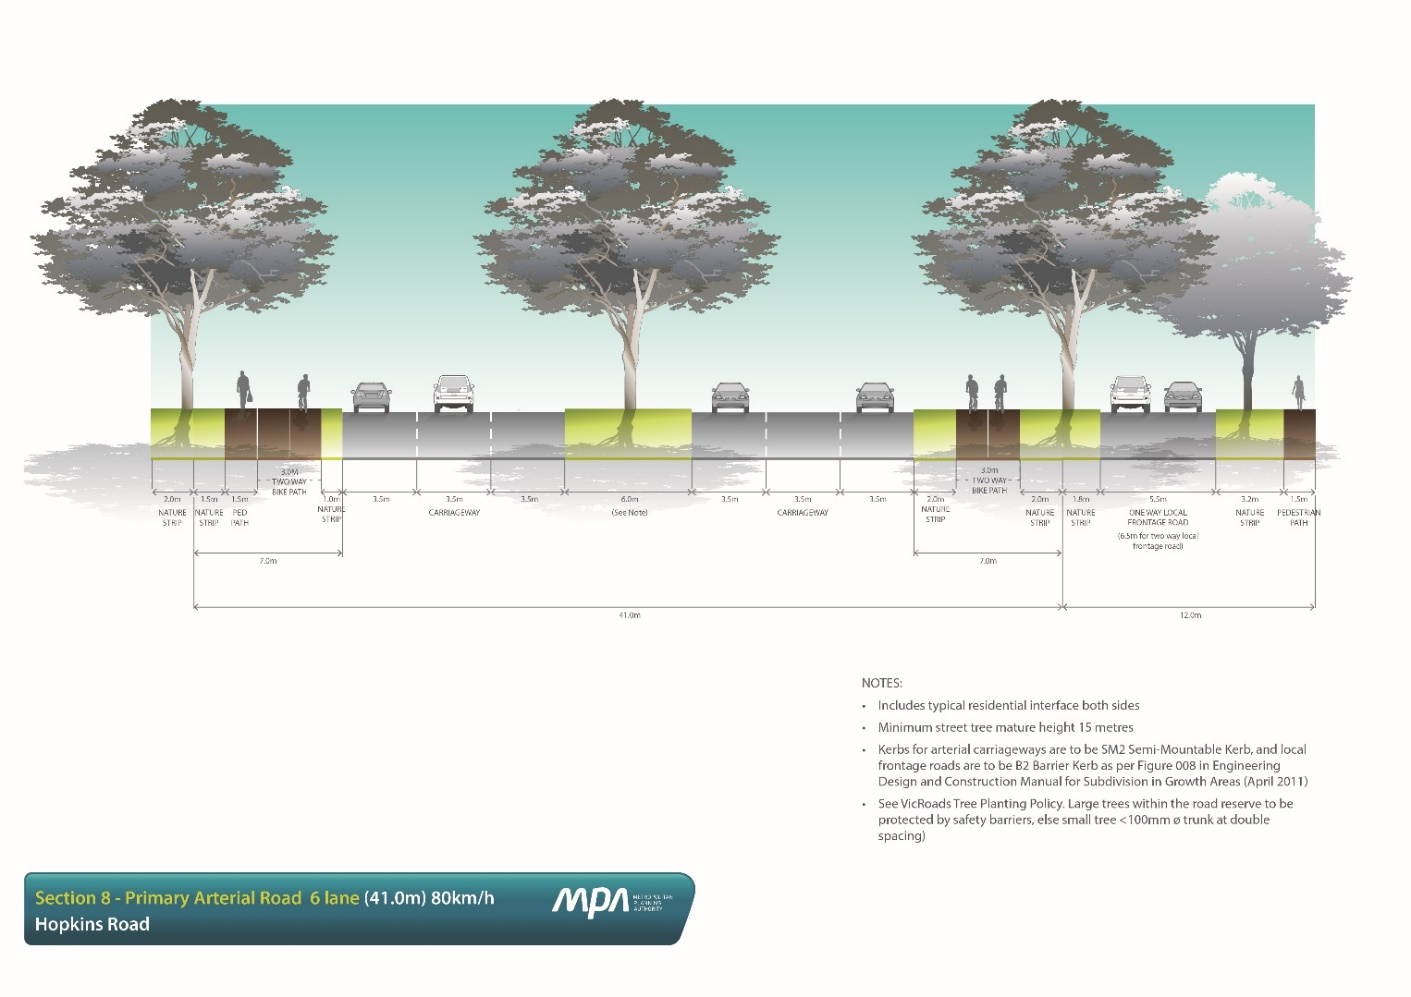 3.0M
TWO WAY
BIKE PATH
3.0m
TWO WAY
BIKE PATH
2.0m 1.5m 1.5m 1.0m 3.5m 3.5m 3.5m 6.0m 3.5m 3.5m 3.5m 2.0m 2.0m 1.8m 5.5m 3.2m 1.5m
NATURE
STRIP
NATURE
STRIP
PED
PATH
NATURE
STRIP
CARRIAGEWAY
(See Note)
CARRIAGEWAY
NATURE
STRIP
NATURE
STRIP
NATURE
STRIP
ONE WAY LOCAL
FRONTAGE ROAD
(6.5m for two way local
frontage road)
NATURE
STRIP
PEDESTRIAN
PATH
7.0m
7.0m
41.0m
12.0m
NOTES:
• Includes typical residential interface both sides
• Minimum street tree mature height 15 metres
• Kerbs for arterial carriageways are to be SM2 Semi-Mountable Kerb, and local
frontage roads are to be B2 Barrier Kerb as per Figure 008 in Engineering
Design and Construction Manual for Subdivision in Growth Areas (April 2011)
• See VicRoads Tree Planting Policy. Large trees within the road reserve to be
protected by safety barriers, else small tree <100mm ø trunk at double
spacing)
Section 8 - Primary Arterial Road 6 lane (41.0m) 80km/h
Hopkins Road
MPA
METROPOLITAN
PLANNING
AUTHORITY